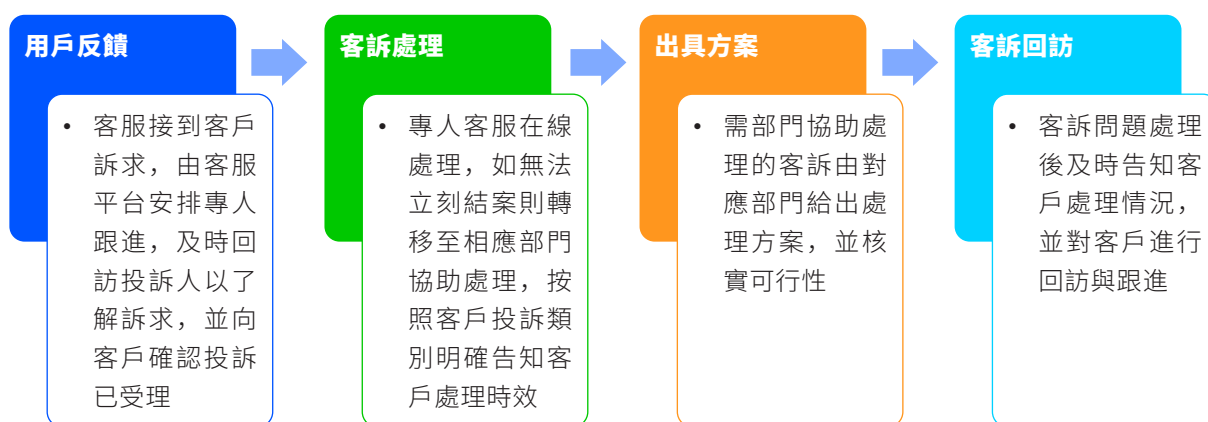 用戶反饋
• 客服接到客戶
訴求，由客服
平台安排專人
跟進，及時回
訪投訴人以了
解訴求，並向
客戶確認投訴
已受理
客訴處理
• 專人客服在線
處理，如無法
立刻結案則轉
移至相應部門
協助處理，按
照客戶投訴類
別明確告知客
戶處理時效
出具方案
• 需部門協助處
理的客訴由對
應部門給出處
理方案，並核
實可行性
客訴回訪
• 客訴問題處理
後及時告知客
戶處理情況，
並對客戶進行
回訪與跟進